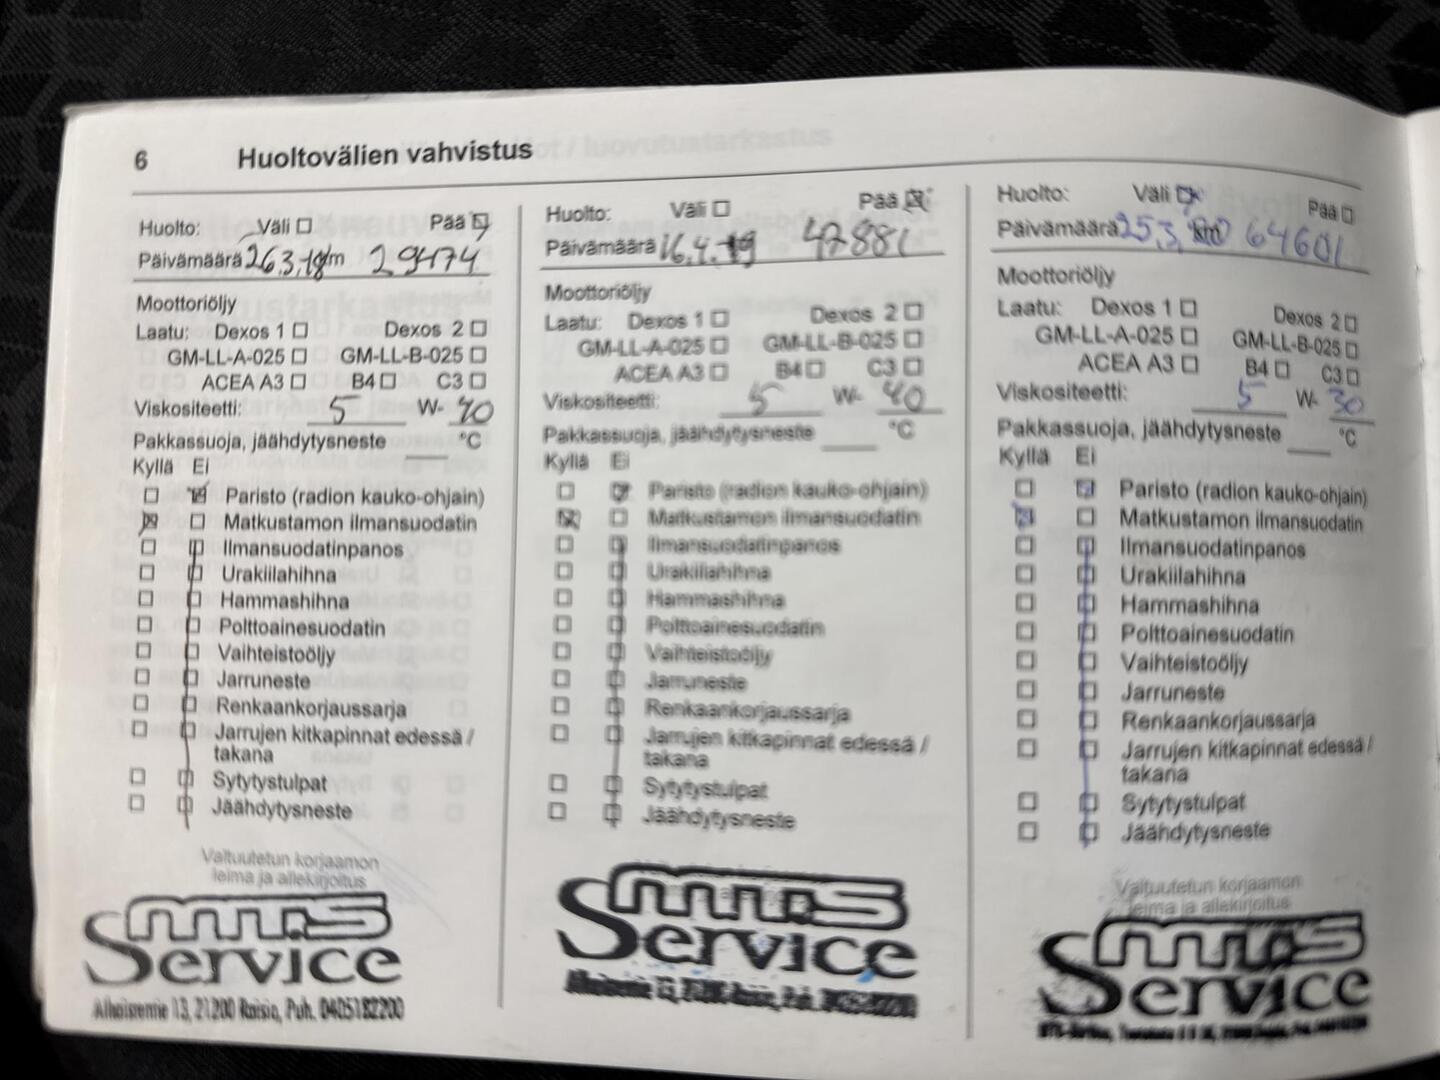 6 Huoltovälien vahvistus
Huolto: Väli Pää
Päivämäärä 26.3.18 km 29474
Moottoriöljy
Laatu: Dexos 1 Dexos 2
GM-LL-A-025 GM-LL-B-025
ACEA A3 B4 C3
Viskositeetti: 5 W- 40
Pakkassuoja, jäähdytysneste °C
Kyllä Ei
Paristo (radion kauko-ohjain)
Matkustamon ilmansuodatin
Ilmansuodatinpanos
Urakiilahihna
Hammashihna
Polttoainesuodatin
Vaihteistoöljy
Jarruneste
Renkaankorjaussarja
Jarrujen kitkapinnat edessä /
takana
Sytytystulpat
Jäähdytysneste
Valtuutetun korjaamon
leima ja allekirjoitus
MTS
Service
13, 21200 Raisio, Puh. 0405182200
Huolto: Väli Pää
Päivämäärä 16.4.19 47881
Moottoriöljy
Laatu: Dexos 1 Dexos 2
GM-LL-A-025 GM-LL-B-025
ACEA A3 B4 C3
Viskositeetti: 5 W- 40
Pakkassuoja, jäähdytysneste °C
Kyllä Ei
Paristo (radion kauko-ohjain)
Matkustamon ilmansuodatin
Ilmansuodatinpanos
Urakiilahihna
Hammashihna
Polttoainesuodatin
Vaihteistoöljy
Jarruneste
Renkaankorjaussarja
Jarrujen kitkapinnat edessä /
takana
Sytytystulpat
Jäähdytysneste
MTS
Service
13, 21200 Raisio, Puh.
Huolto: Väli Pää
Päivämäärä 25.3. km 64601
Moottoriöljy
Laatu: Dexos 1 Dexos 2
GM-LL-A-025 GM-LL-B-025
ACEA A3 B4 C3
Viskositeetti: 5 W- 30
Pakkassuoja, jäähdytysneste °C
Kyllä Ei
Paristo (radion kauko-ohjain)
Matkustamon ilmansuodatin
Ilmansuodatinpanos
Urakiilahihna
Hammashihna
Polttoainesuodatin
Vaihteistoöljy
Jarruneste
Renkaankorjaussarja
Jarrujen kitkapinnat edessä /
takana
Sytytystulpat
Jäähdytysneste
Valtuutetun korjaamon
leima ja allekirjoitus
MTS
Service